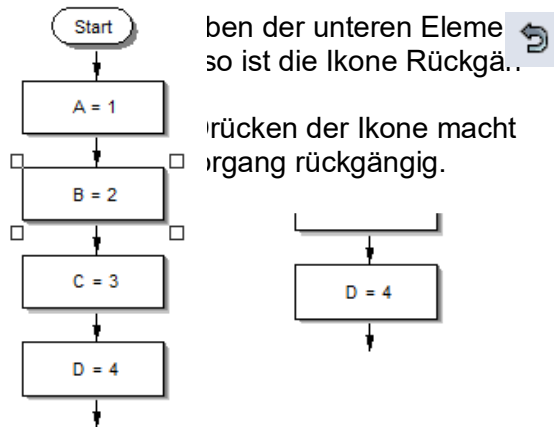 Start
A = 1
B = 2
C = 3
D = 4
ben der unteren Eleme
so ist die Ikone Rückgän
rücken der Ikone macht
organg rückgängig.
D = 4